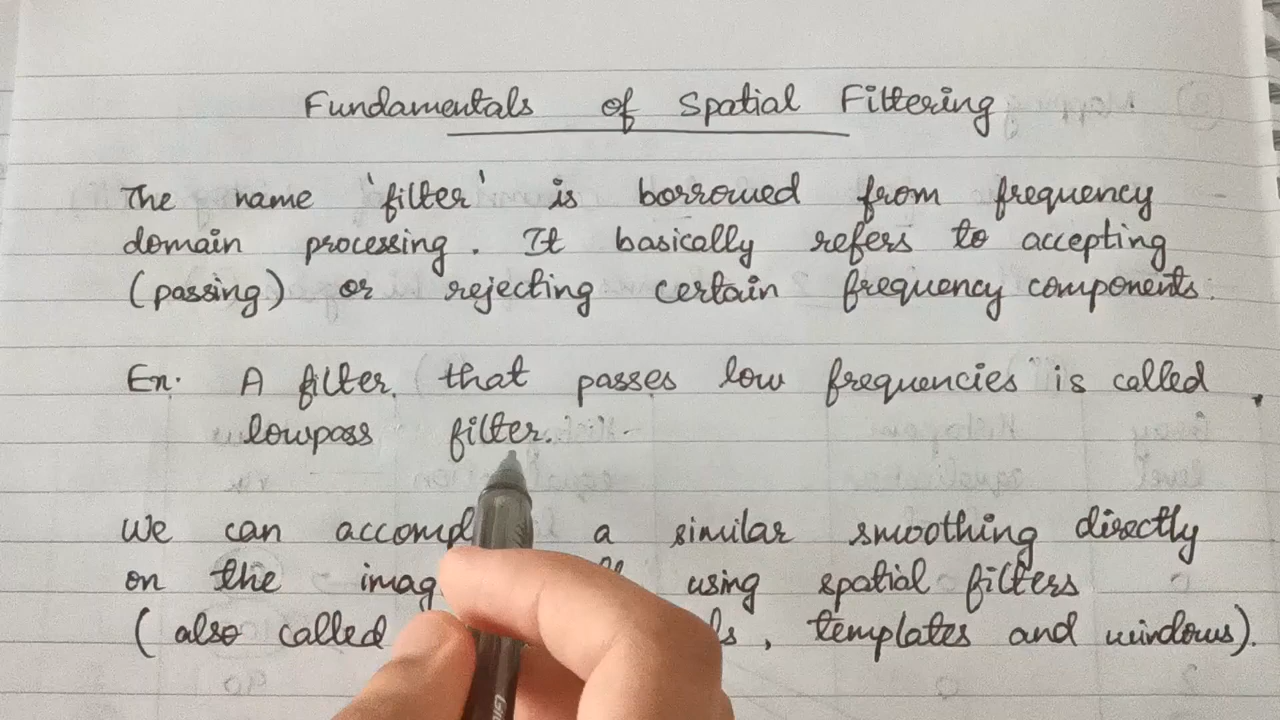 Fundamentals of Spatial Filtering
The name 'filter' is borrowed from frequency
domain processing. It basically refers to accepting
(passing) or rejecting certain frequency components.
Ex. A filter that passes low frequencies is called
lowpass filter.
We can a similar smoothing directly
on the using spatial filters
(also called , templates and windows).